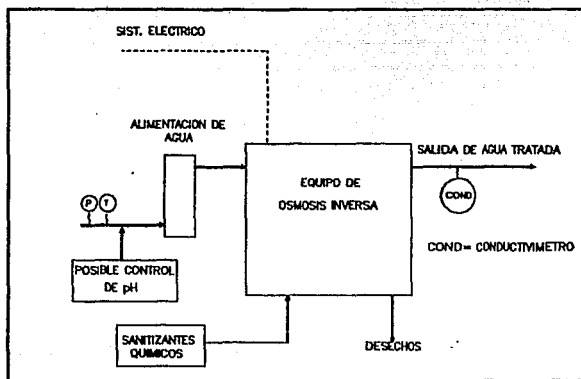 SIST. ELECTRICO
ALIMENTACION DE
AGUA
SALIDA DE AGUA TRATADA
EQUIPO DE
OSMOSIS INVERSA
P
T
COND
COND= CONDUCTIVIMETRO
POSIBLE CONTROL
DE pH
SANITIZANTES
QUIMICOS
DESECHOS